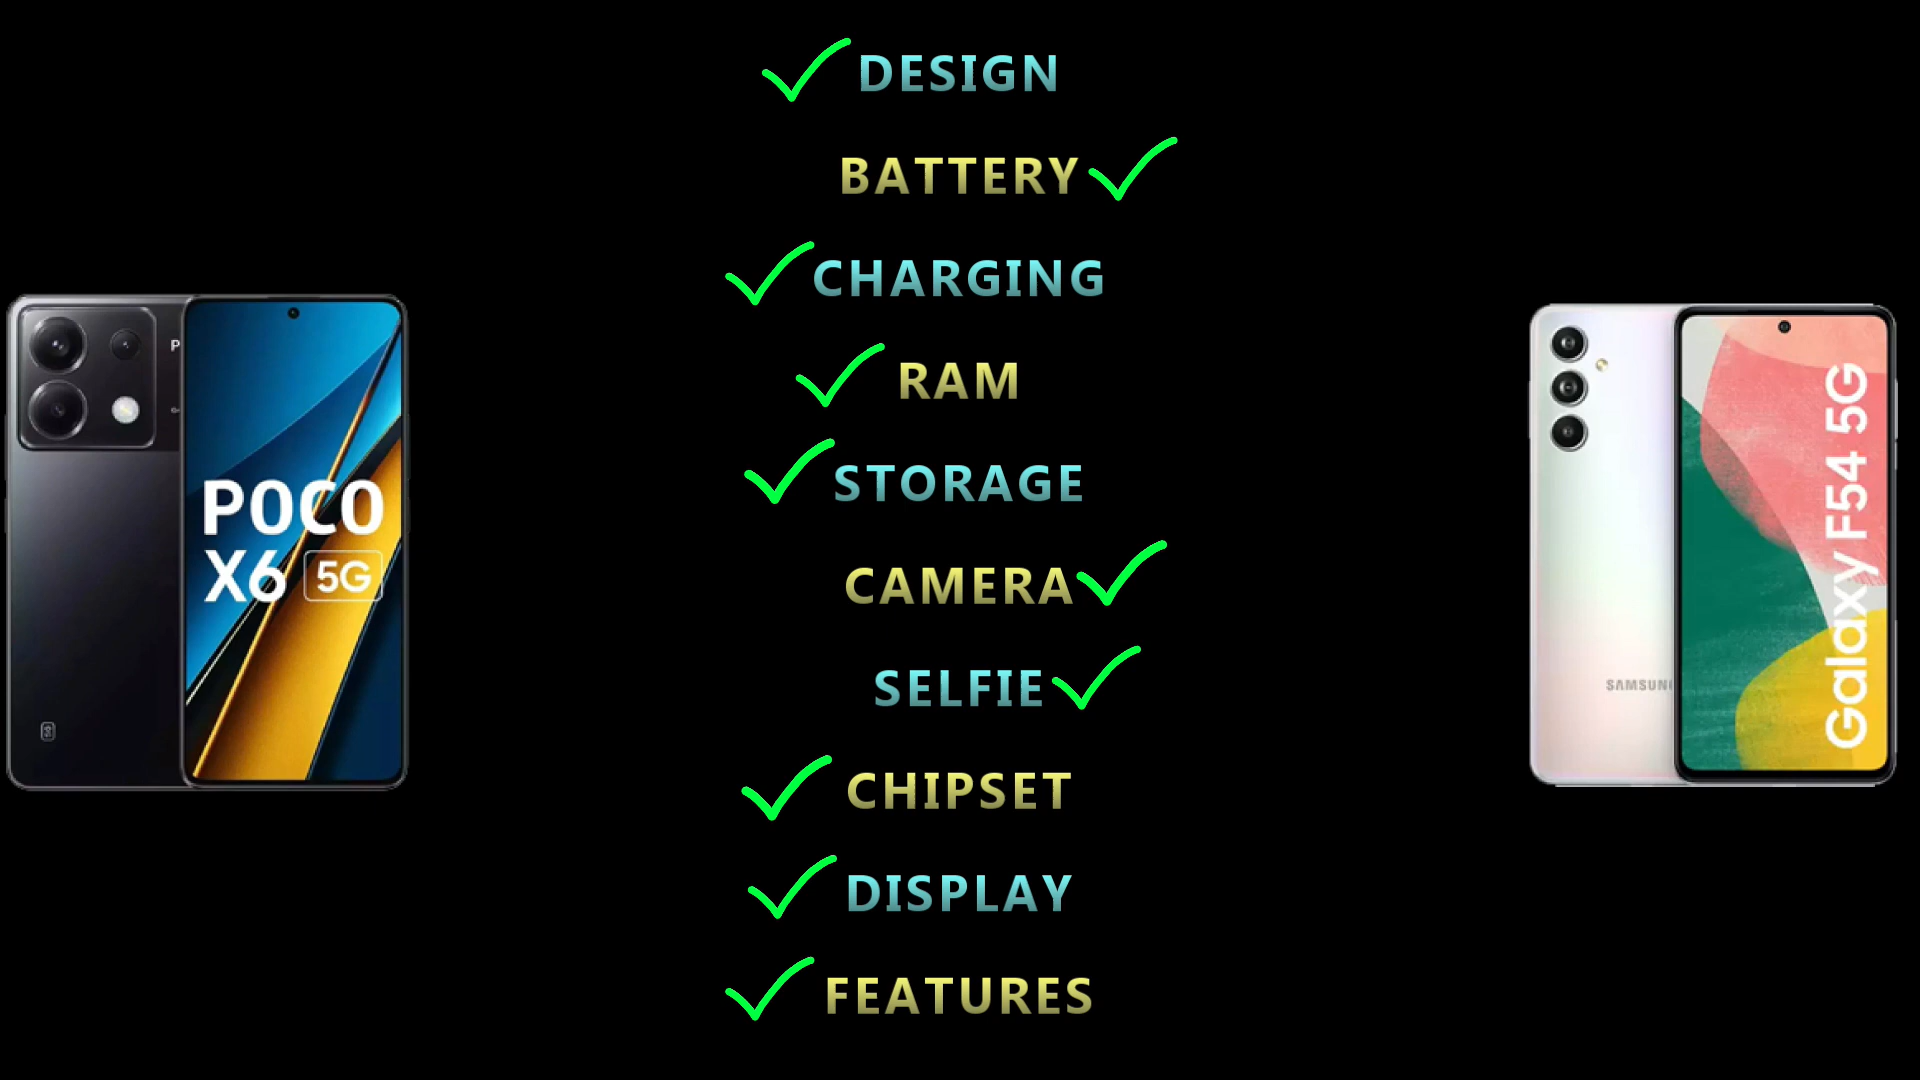 DESIGN
BATTERY
CHARGING
RAM
STORAGE
CAMERA
SELFIE
CHIPSET
DISPLAY
FEATURES
P
POCO
X6 5G
SAMSUNG
Galaxy F54 5G